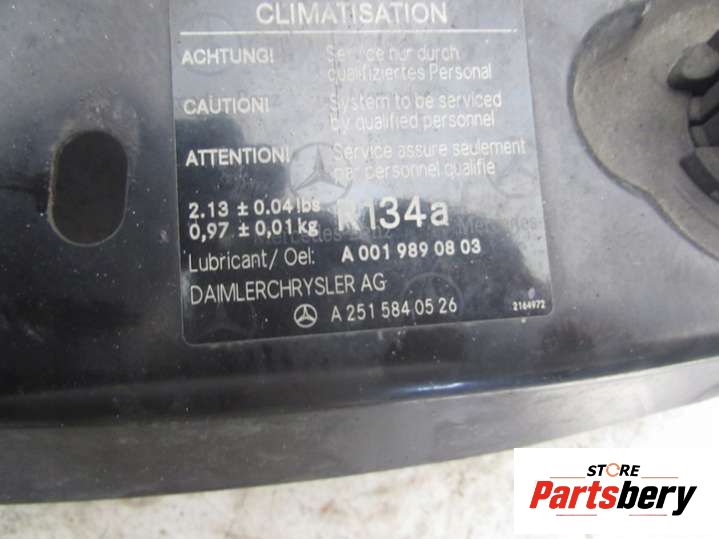 CLIMATISATION
ACHTUNG! Service nur durch
qualifiziertes Personal
CAUTION! System to be serviced
by qualified personnel
ATTENTION! Service assure seulement
par personnel qualifie
2.13 ± 0.04 lbs R134a
0,97 ± 0,01 kg
Lubricant/ Oel: A 001 989 08 03
DAIMLERCHRYSLER AG
A 251 584 05 26 2164972
STORE
Partsbery